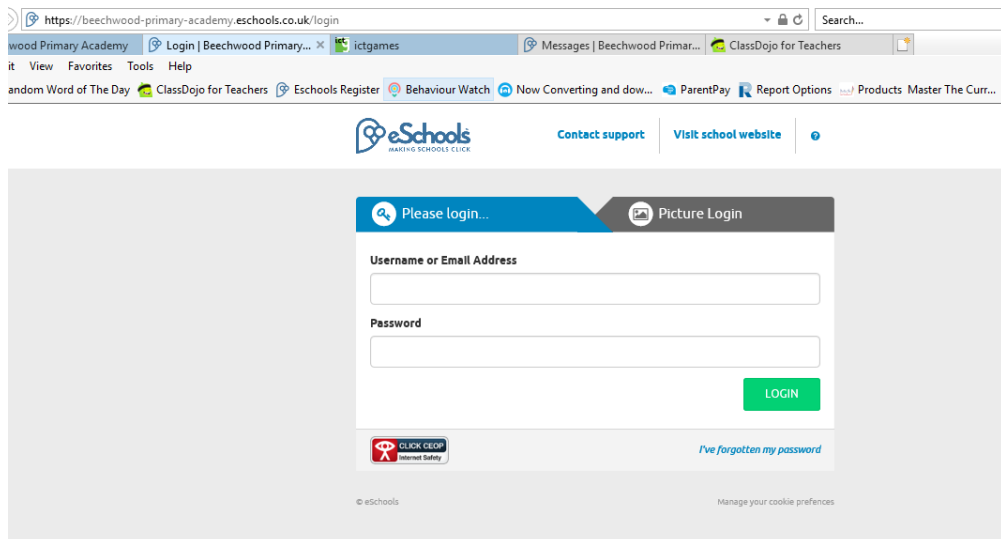 https://beechwood-primary-academy.eschools.co.uk/login Search...
wood Primary Academy Login | Beechwood Primary... ictgames Messages | Beechwood Primar... ClassDojo for Teachers
it View Favorites Tools Help
andom Word of The Day ClassDojo for Teachers Eschools Register Behaviour Watch Now Converting and dow... ParentPay Report Options Products Master The Curr...
eSchools
MAKING SCHOOLS CLICK
Contact support Visit school website ?
Please login... Picture Login
Username or Email Address
Password
LOGIN
CLICK CEOP
Internet Safety
I've forgotten my password
© eSchools Manage your cookie prefences